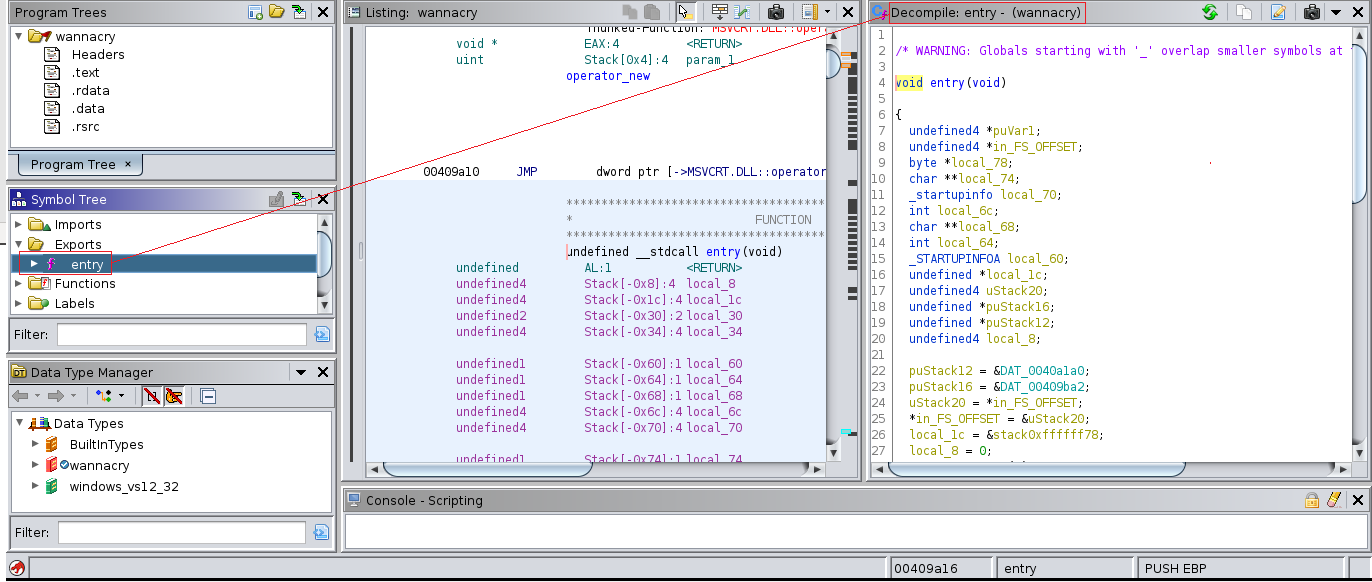 Program Trees
wannacry
Headers
.text
.rdata
.data
.rsrc
Program Tree ×
Symbol Tree
Imports
Exports
entry
Functions
Labels
Filter:
Data Type Manager
Data Types
BuiltInTypes
wannacry
windows_vs12_32
Filter:
Listing: wannacry
void * EAX:4 <RETURN>
uint Stack[0x4]:4 param_1
operator_new
00409a10 JMP dword ptr [->MSVCRT.DLL::operator
****************************************
* FUNCTION
****************************************
undefined __stdcall entry(void)
undefined AL:1 <RETURN>
undefined4 Stack[-0x8]:4 local_8
undefined4 Stack[-0x1c]:4 local_1c
undefined2 Stack[-0x30]:2 local_30
undefined4 Stack[-0x34]:4 local_34
undefined1 Stack[-0x60]:1 local_60
undefined1 Stack[-0x64]:1 local_64
undefined1 Stack[-0x68]:1 local_68
undefined4 Stack[-0x6c]:4 local_6c
undefined4 Stack[-0x70]:4 local_70
undefined1 Stack[-0x74]:1 local_74
Decompile: entry - (wannacry)
1
2 /* WARNING: Globals starting with '_' overlap smaller symbols at
3
4 void entry(void)
5
6 {
7 undefined4 *puVar1;
8 undefined4 *in_FS_OFFSET;
9 byte *local_78;
10 char **local_74;
11 _startupinfo local_70;
12 int local_6c;
13 char **local_68;
14 int local_64;
15 _STARTUPINFOA local_60;
16 undefined *local_1c;
17 undefined4 uStack20;
18 undefined *puStack16;
19 undefined *puStack12;
20 undefined4 local_8;
21
22 puStack12 = &DAT_0040a1a0;
23 puStack16 = &DAT_00409ba2;
24 uStack20 = *in_FS_OFFSET;
25 *in_FS_OFFSET = &uStack20;
26 local_1c = &stack0xffffff78;
27 local_8 = 0;
Console - Scripting
00409a16
entry
PUSH EBP